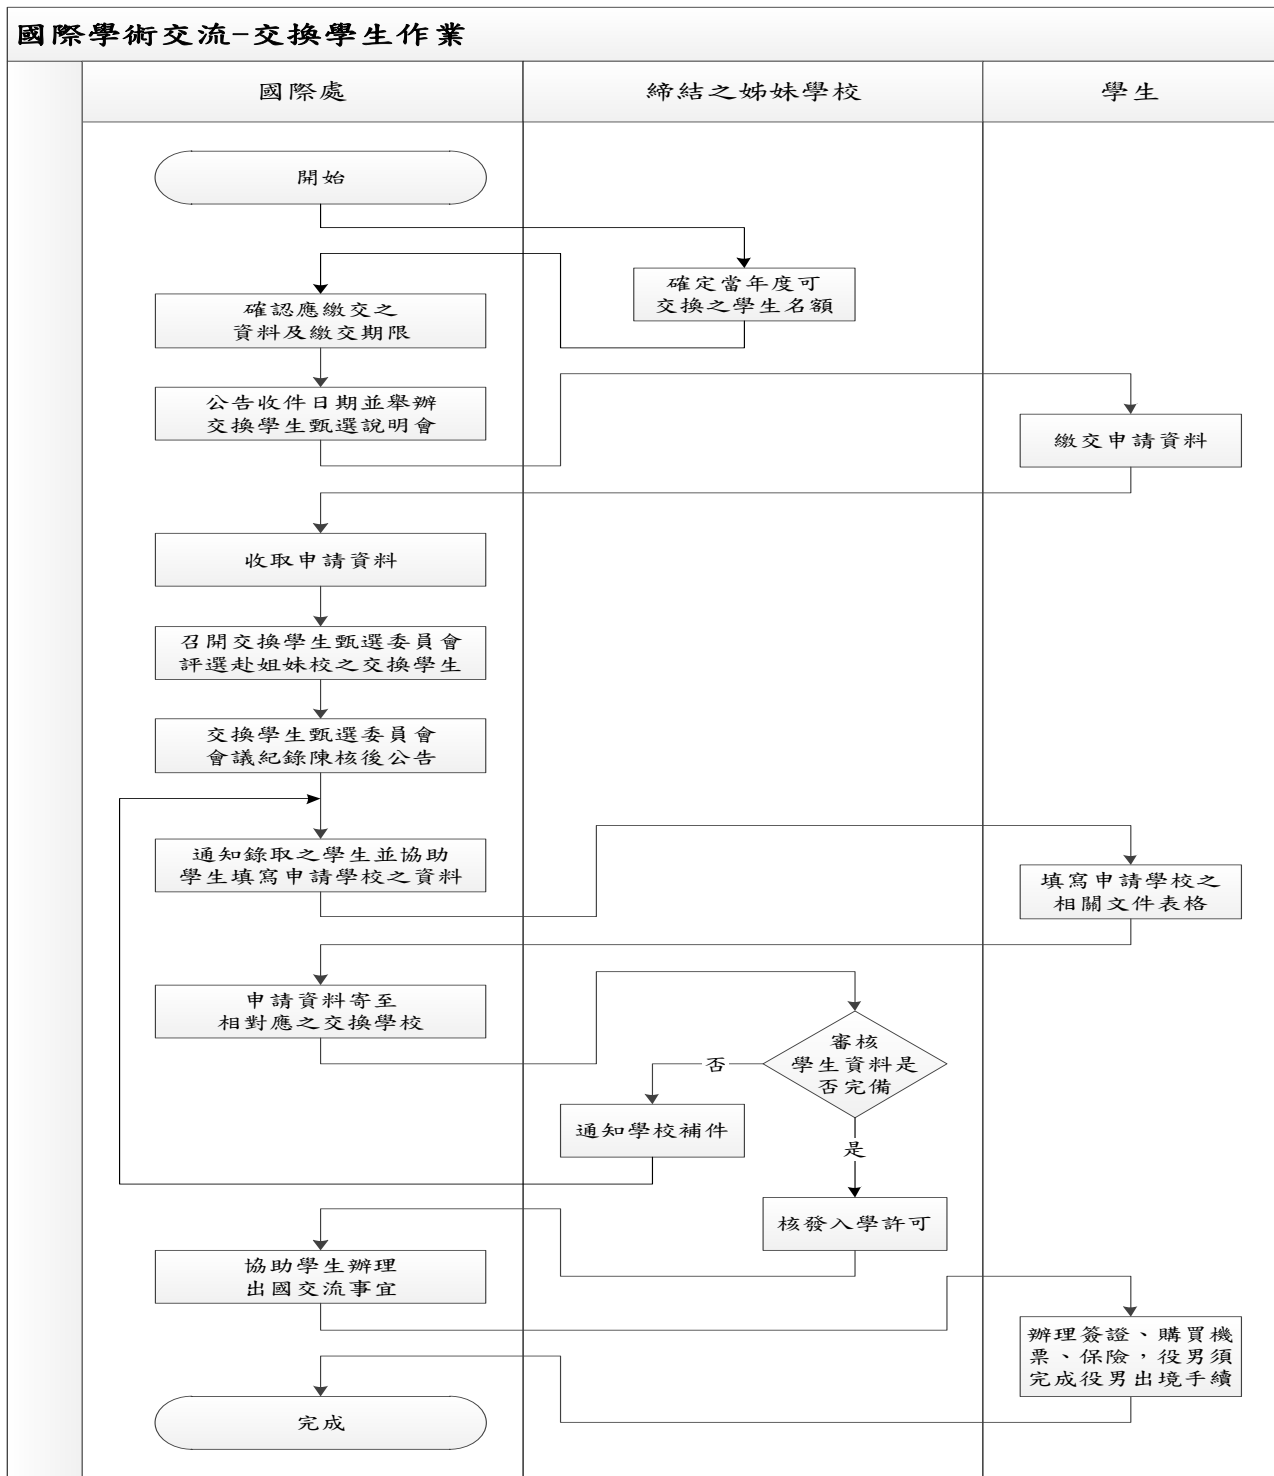 國際學術交流-交換學生作業
國際處
締結之姊妹學校
學生
開始
確定當年度可
交換之學生名額
確認應繳交之
資料及繳交期限
公告收件日期並舉辦
交換學生甄選說明會
繳交申請資料
收取申請資料
召開交換學生甄選委員會
評選赴姐妹校之交換學生
交換學生甄選委員會
會議紀錄陳核後公告
通知錄取之學生並協助
學生填寫申請學校之資料
填寫申請學校之
相關文件表格
申請資料寄至
相對應之交換學校
審核
學生資料是
否完備
否
通知學校補件
是
核發入學許可
協助學生辦理
出國交流事宜
辦理簽證、購買機
票、保險，役男須
完成役男出境手續
完成